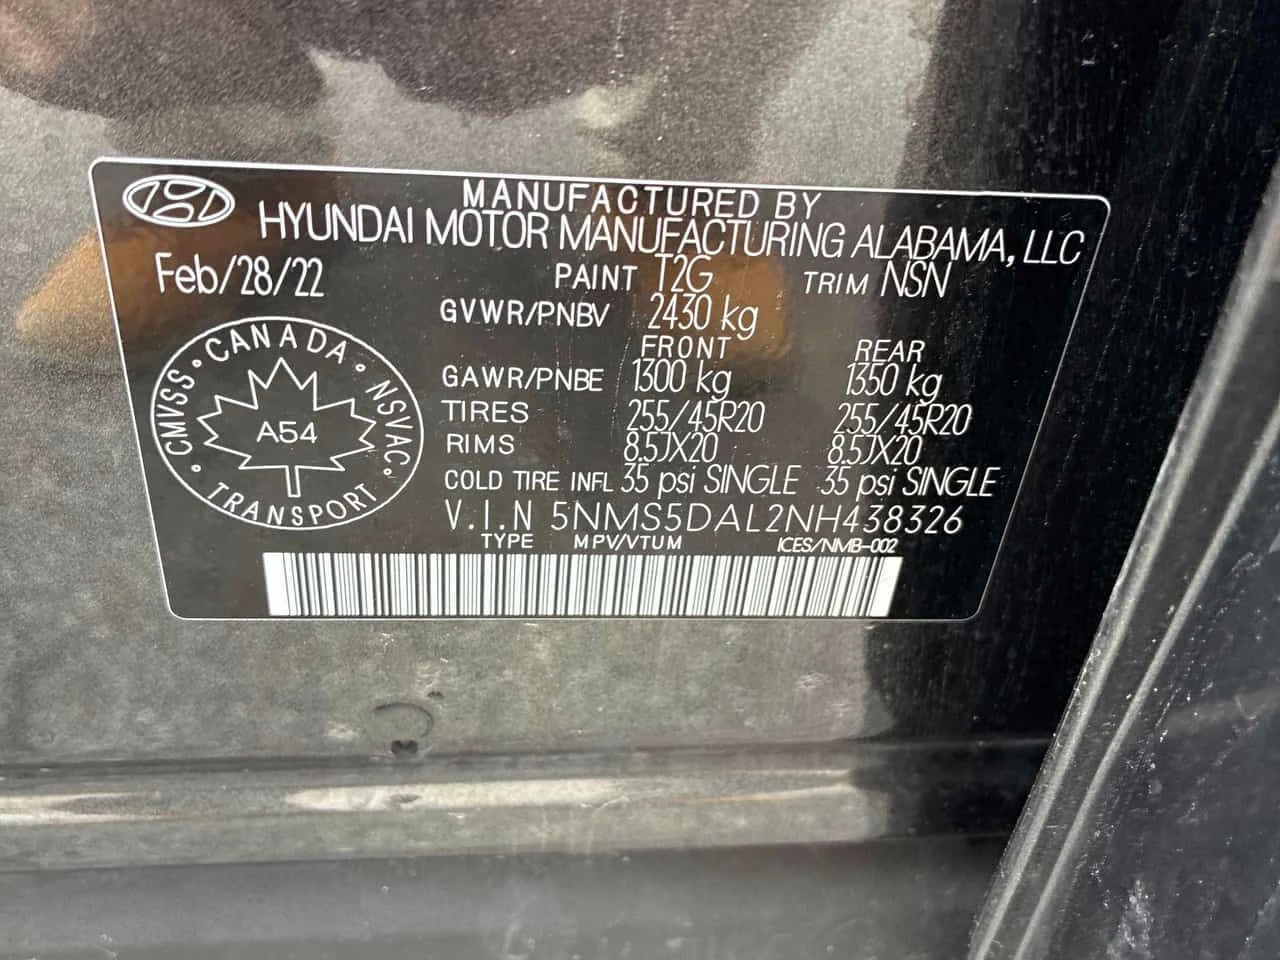 MANUFACTURED BY
HYUNDAI MOTOR MANUFACTURING ALABAMA, LLC
Feb/28/22 PAINT T2G TRIM NSN
GVWR/PNBV 2430 kg
FRONT REAR
GAWR/PNBE 1300 kg 1350 kg
TIRES 255/45R20 255/45R20
RIMS 8.5JX20 8.5JX20
COLD TIRE INFL 35 psi SINGLE 35 psi SINGLE
V.I.N 5NMS5DAL2NH438326
TYPE MPV/VTUM ICES/NMB-002
CANADA
CMVSS · NSVAC
A54
TRANSPORT